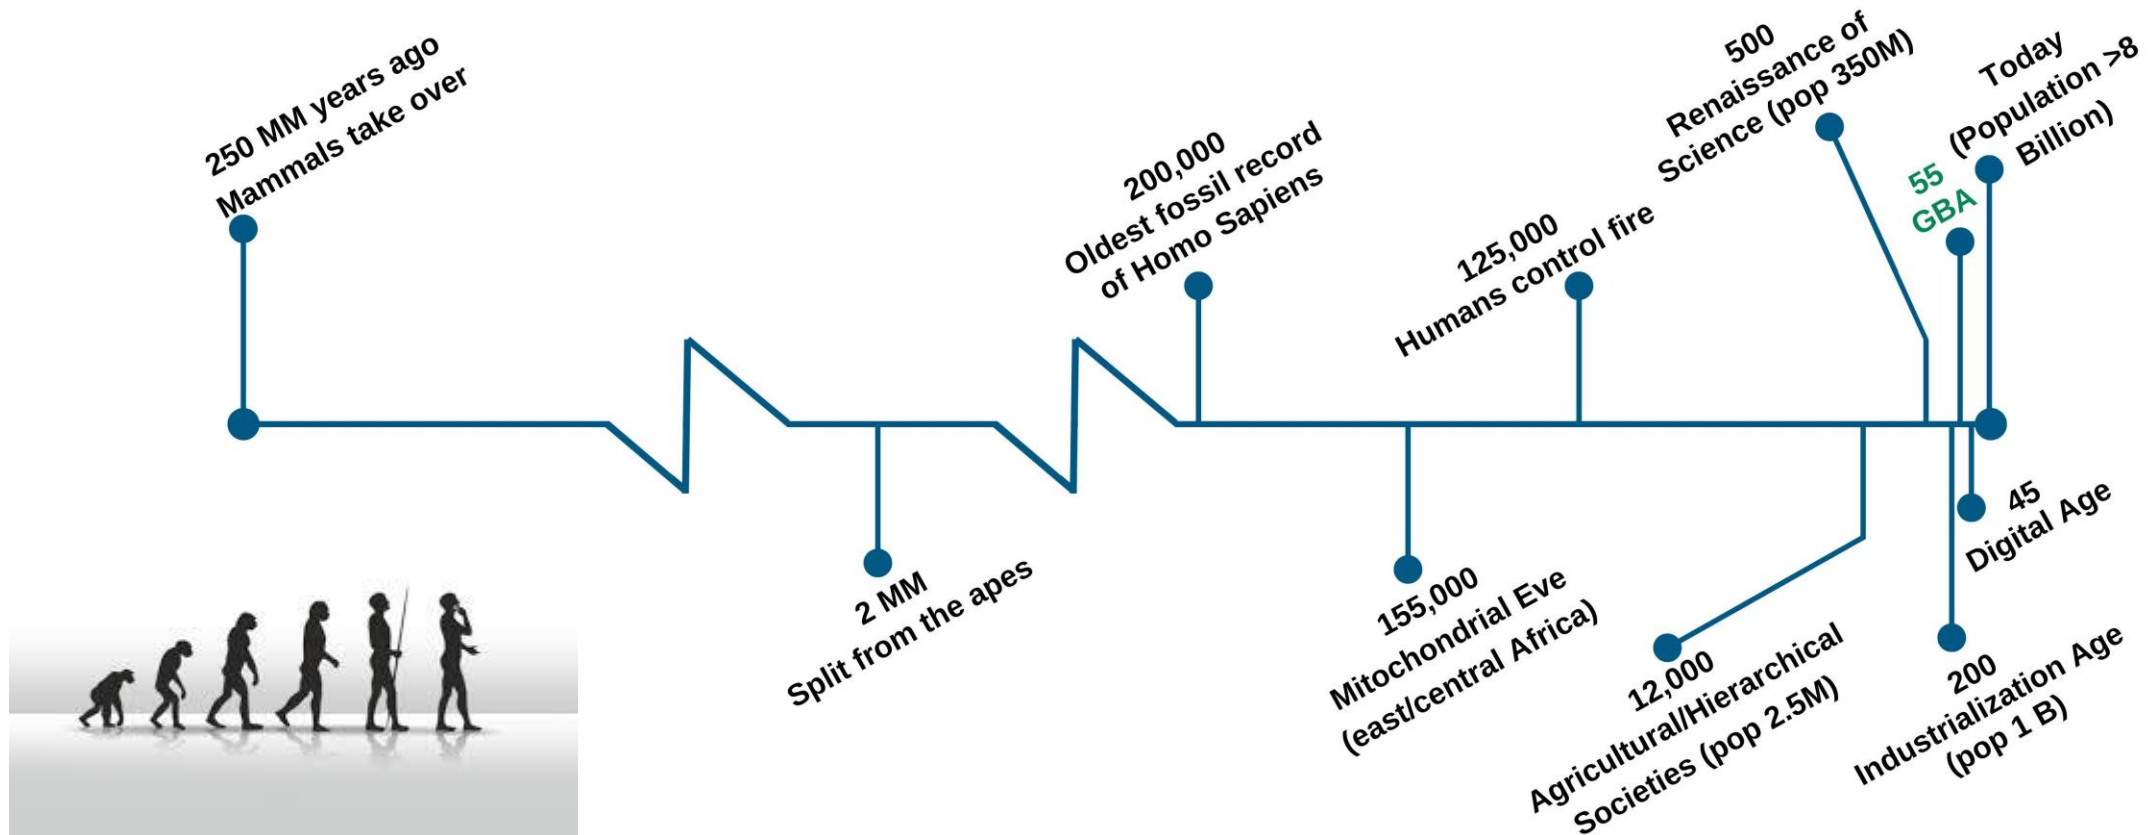 250 MM years ago
Mammals take over
2 MM
Split from the apes
200,000
Oldest fossil record
of Homo Sapiens
155,000
Mitochondrial Eve
(east/central Africa)
125,000
Humans control fire
12,000
Agricultural/Hierarchical
Societies (pop 2.5M)
500
Renaissance of
Science (pop 350M)
200
Industrialization Age
(pop 1 B)
55
GBA
45
Digital Age
Today
(Population >8
Billion)